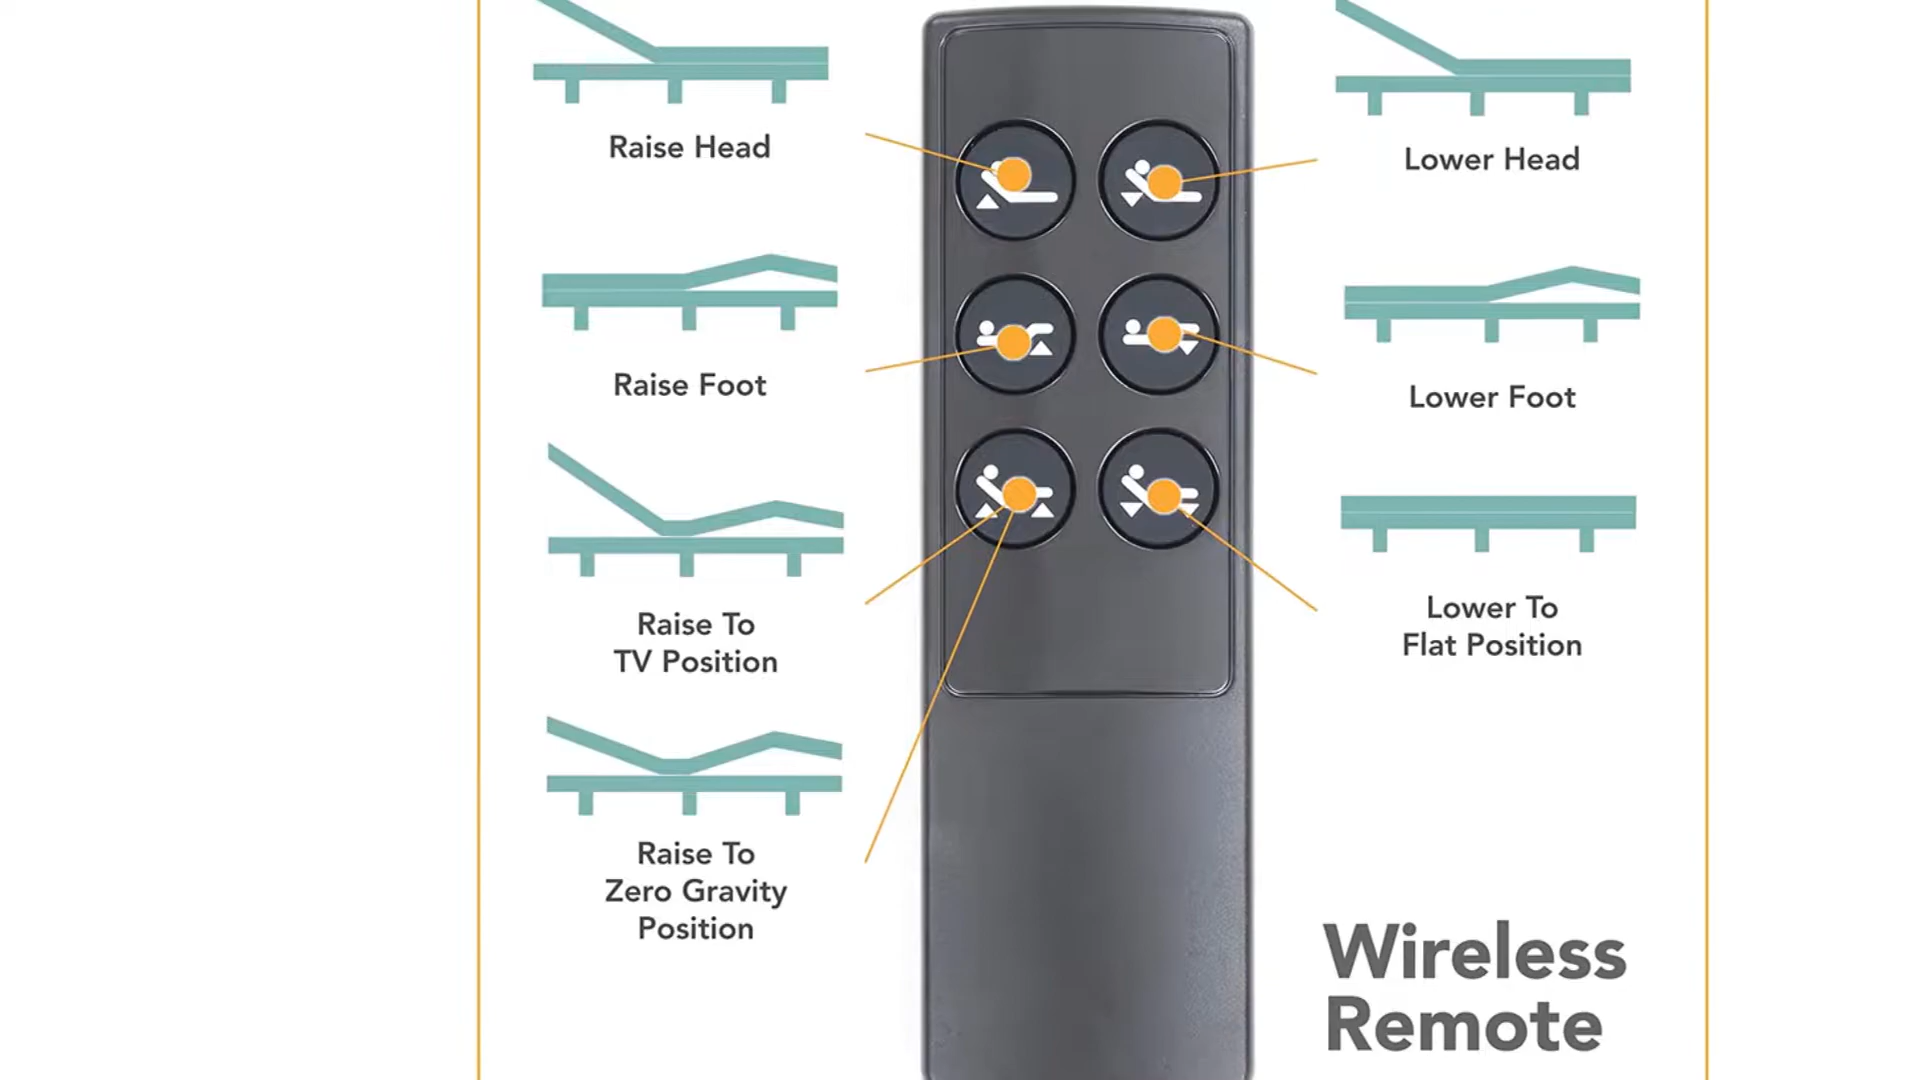 Raise Head
Lower Head
Raise Foot
Lower Foot
Raise To
TV Position
Lower To
Flat Position
Raise To
Zero Gravity
Position
Wireless
Remote